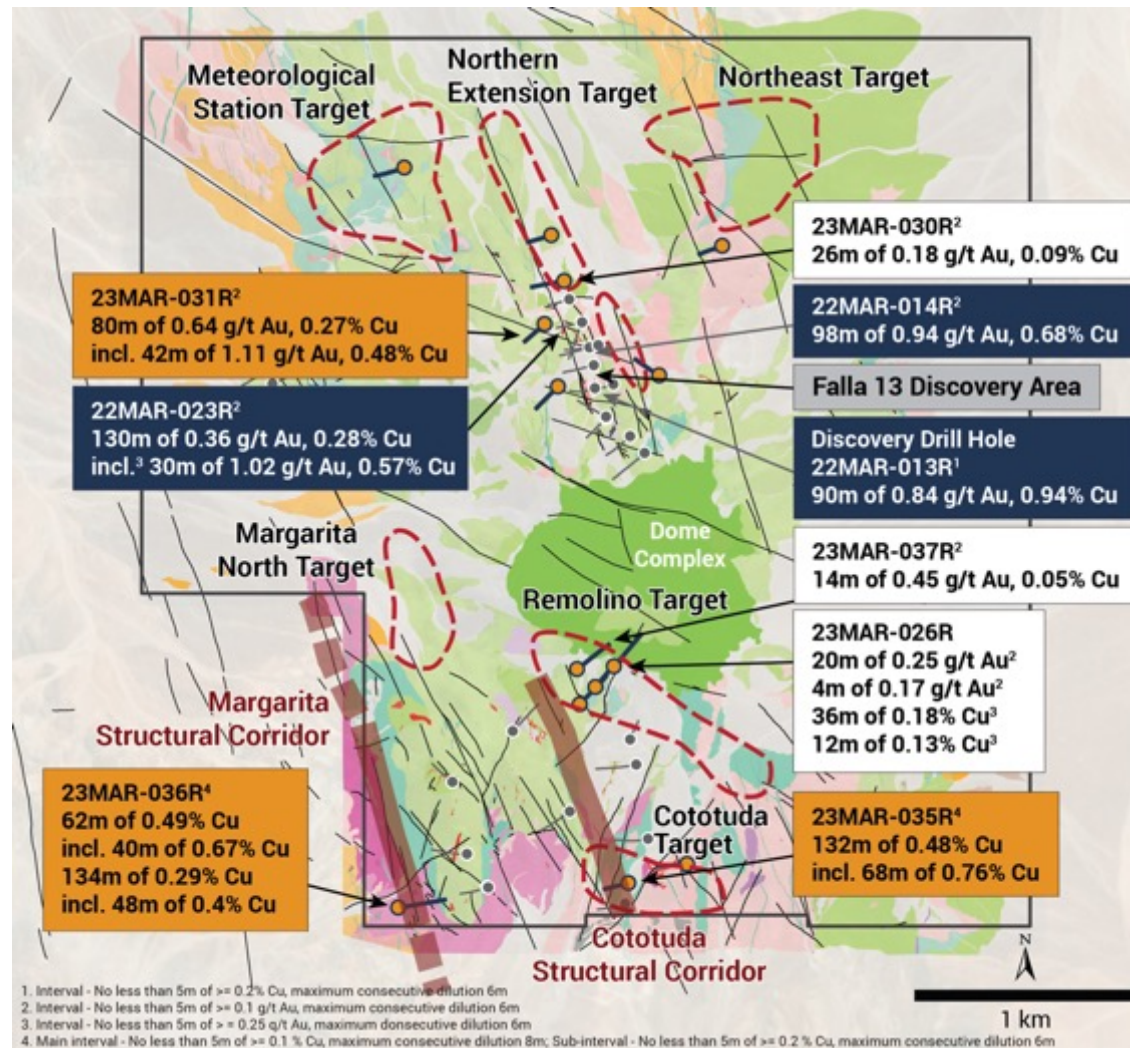 Meteorological
Station Target
Northern
Extension Target
Northeast Target
23MAR-030R²
26m of 0.18 g/t Au, 0.09% Cu
23MAR-031R²
80m of 0.64 g/t Au, 0.27% Cu
incl. 42m of 1.11 g/t Au, 0.48% Cu
22MAR-014R²
98m of 0.94 g/t Au, 0.68% Cu
Falla 13 Discovery Area
22MAR-023R²
130m of 0.36 g/t Au, 0.28% Cu
incl.³ 30m of 1.02 g/t Au, 0.57% Cu
Discovery Drill Hole
22MAR-013R¹
90m of 0.84 g/t Au, 0.94% Cu
Dome
Complex
Margarita
North Target
23MAR-037R²
14m of 0.45 g/t Au, 0.05% Cu
Remolino Target
23MAR-026R
20m of 0.25 g/t Au²
4m of 0.17 g/t Au²
36m of 0.18% Cu³
12m of 0.13% Cu³
Margarita
Structural Corridor
23MAR-036R⁴
62m of 0.49% Cu
incl. 40m of 0.67% Cu
134m of 0.29% Cu
incl. 48m of 0.4% Cu
Cototuda
Target
23MAR-035R⁴
132m of 0.48% Cu
incl. 68m of 0.76% Cu
Cototuda
Structural Corridor
N
1 km
1. Interval - No less than 5m of >= 0.2% Cu, maximum consecutive dilution 6m
2. Interval - No less than 5m of >= 0.1 g/t Au, maximum consecutive dilution 6m
3. Interval - No less than 5m of > = 0.25 g/t Au, maximum donsecutive dilution 6m
4. Main interval - No less than 5m of >= 0.1 % Cu, maximum consecutive dilution 8m; Sub-interval - No less than 5m of >= 0.2 % Cu, maximum consecutive dilution 6m